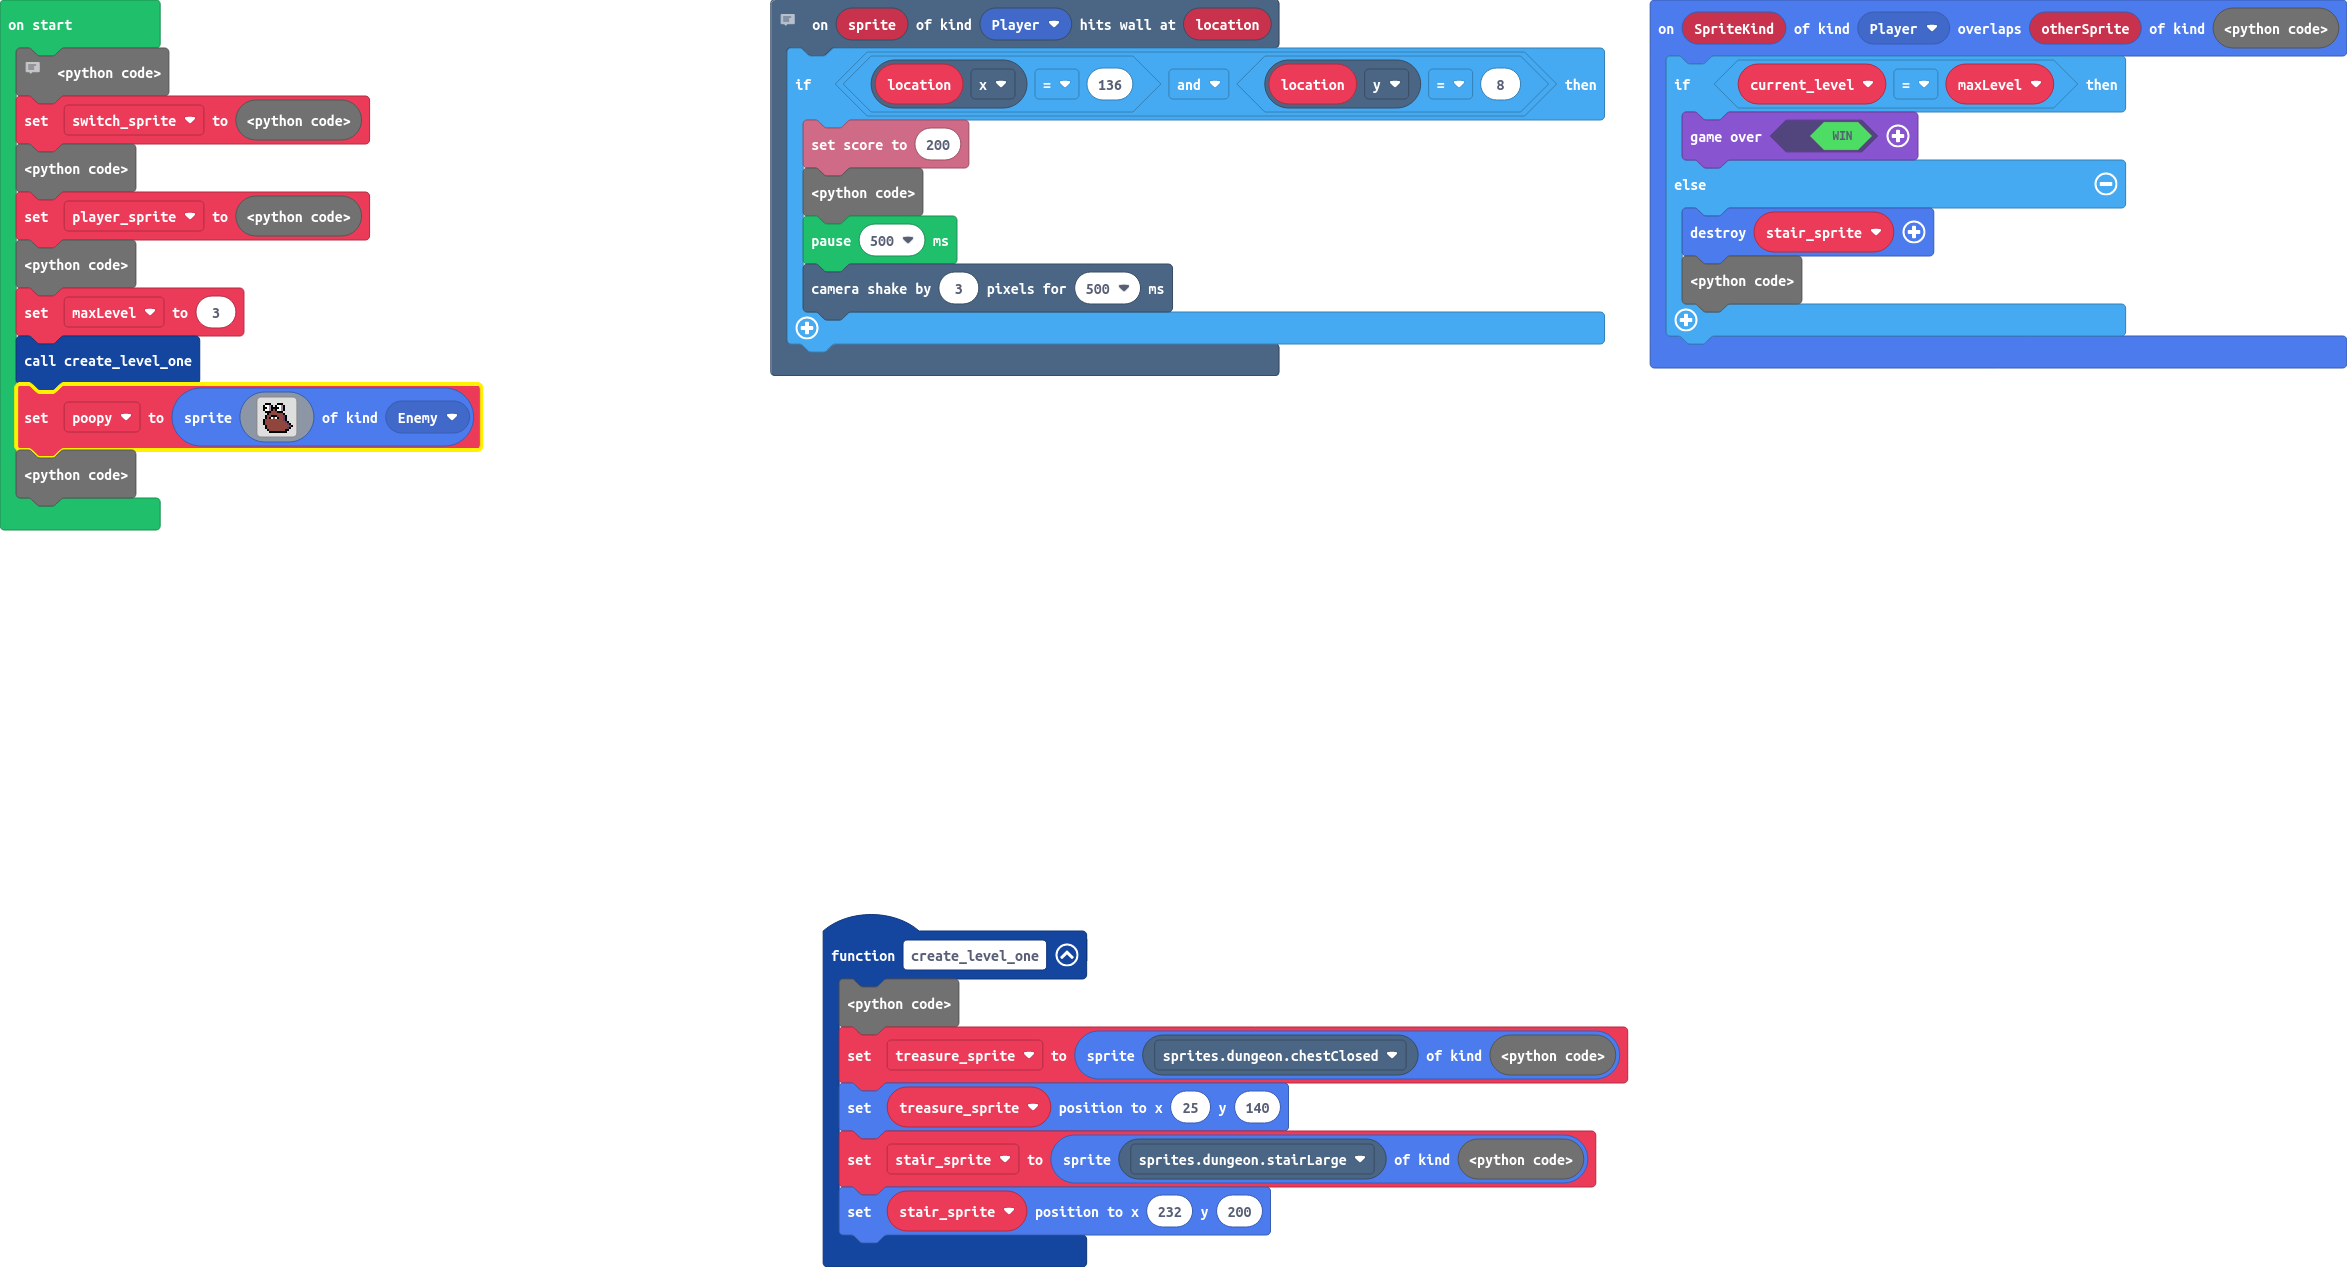 on start
<python code>
set switch_sprite to <python code>
<python code>
set player_sprite to <python code>
<python code>
set maxLevel to 3
call create_level_one
set poopy to sprite of kind Enemy
<python code>
on sprite of kind Player hits wall at location
if location x = 136 and location y = 8 then
set score to 200
<python code>
pause 500 ms
camera shake by 3 pixels for 500 ms
on SpriteKind of kind Player overlaps otherSprite of kind <python code>
if current_level = maxLevel then
game over WIN
else
destroy stair_sprite
<python code>
function create_level_one
<python code>
set treasure_sprite to sprite sprites.dungeon.chestClosed of kind <python code>
set treasure_sprite position to x 25 y 140
set stair_sprite to sprite sprites.dungeon.stairLarge of kind <python code>
set stair_sprite position to x 232 y 200